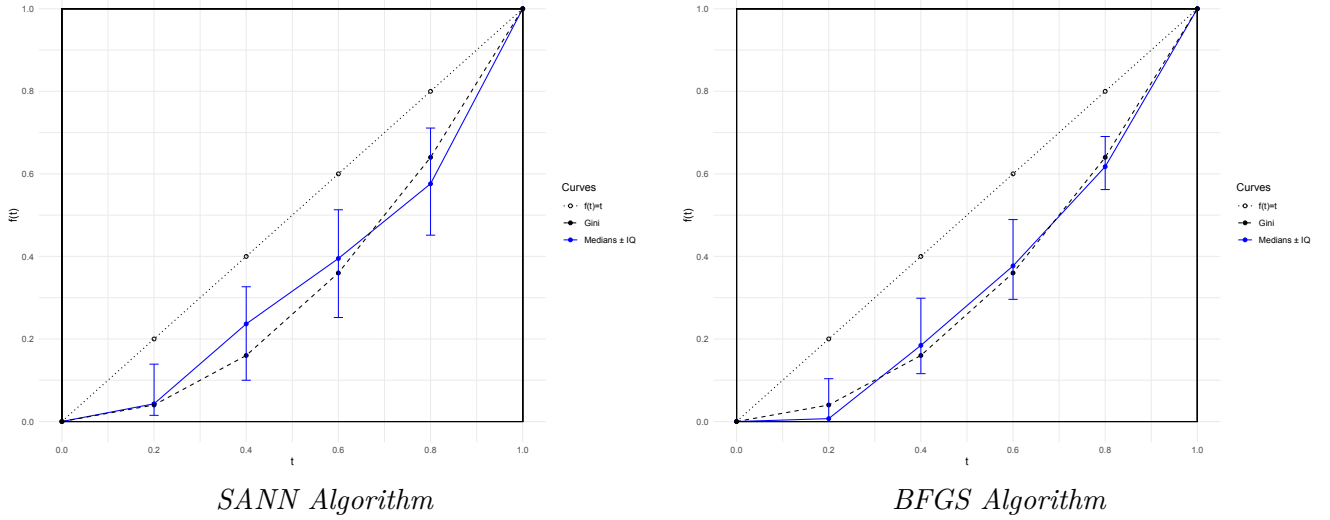 1.0
0.8
0.6
0.4
0.2
0.0
f(t)
0.0 0.2 0.4 0.6 0.8 1.0
t
Curves
f(t)=t
Gini
Medians ± IQ
SANN Algorithm
1.0
0.8
0.6
0.4
0.2
0.0
f(t)
0.0 0.2 0.4 0.6 0.8 1.0
t
Curves
f(t)=t
Gini
Medians ± IQ
BFGS Algorithm